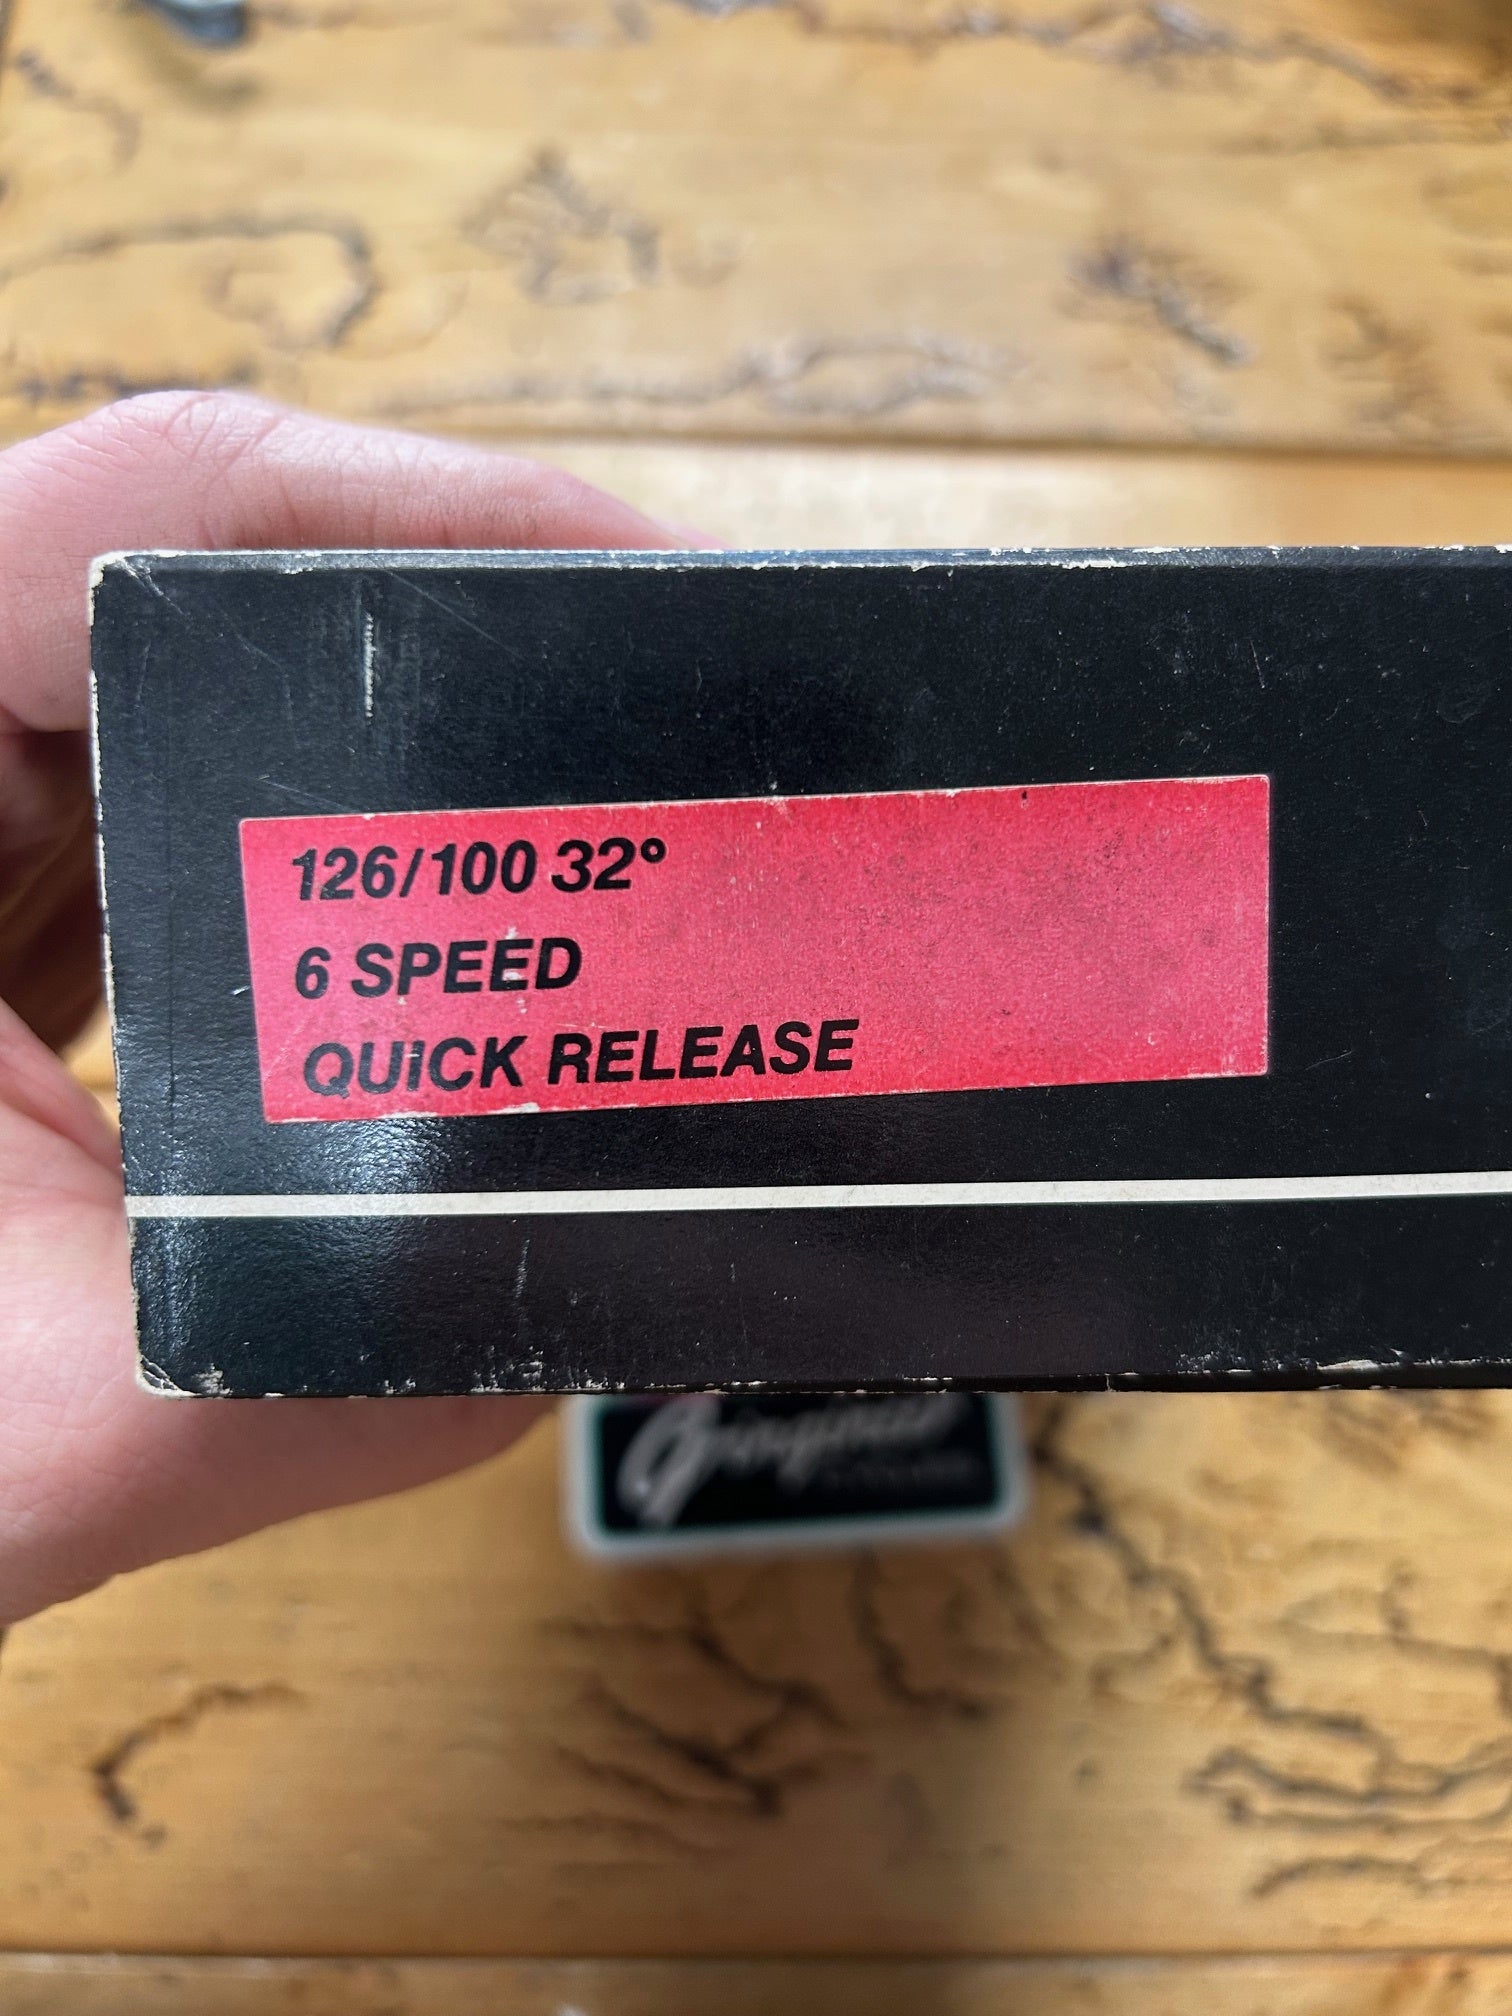 126/100 32°
6 SPEED
QUICK RELEASE